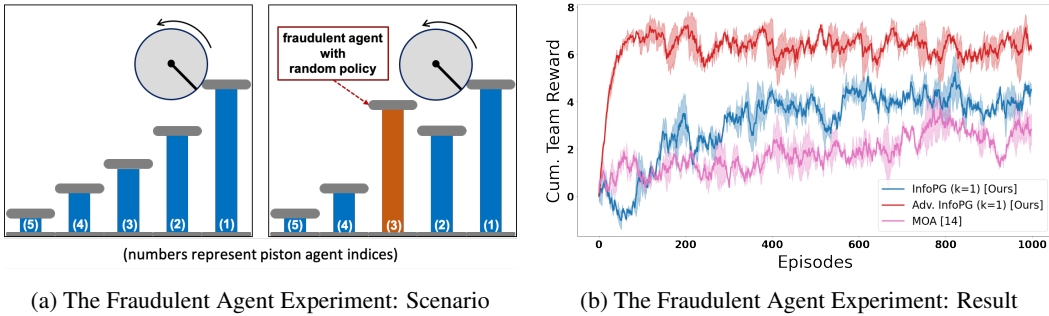 fraudulent agent
with
random policy
(5)
(4)
(3)
(2)
(1)
(5)
(4)
(3)
(2)
(1)
(numbers represent piston agent indices)
(a) The Fraudulent Agent Experiment: Scenario
Cum. Team Reward
8
6
4
2
0
InfoPG (k=1) [Ours]
Adv. InfoPG (k=1) [Ours]
MOA [14]
0
200
400
600
800
1000
Episodes
(b) The Fraudulent Agent Experiment: Result